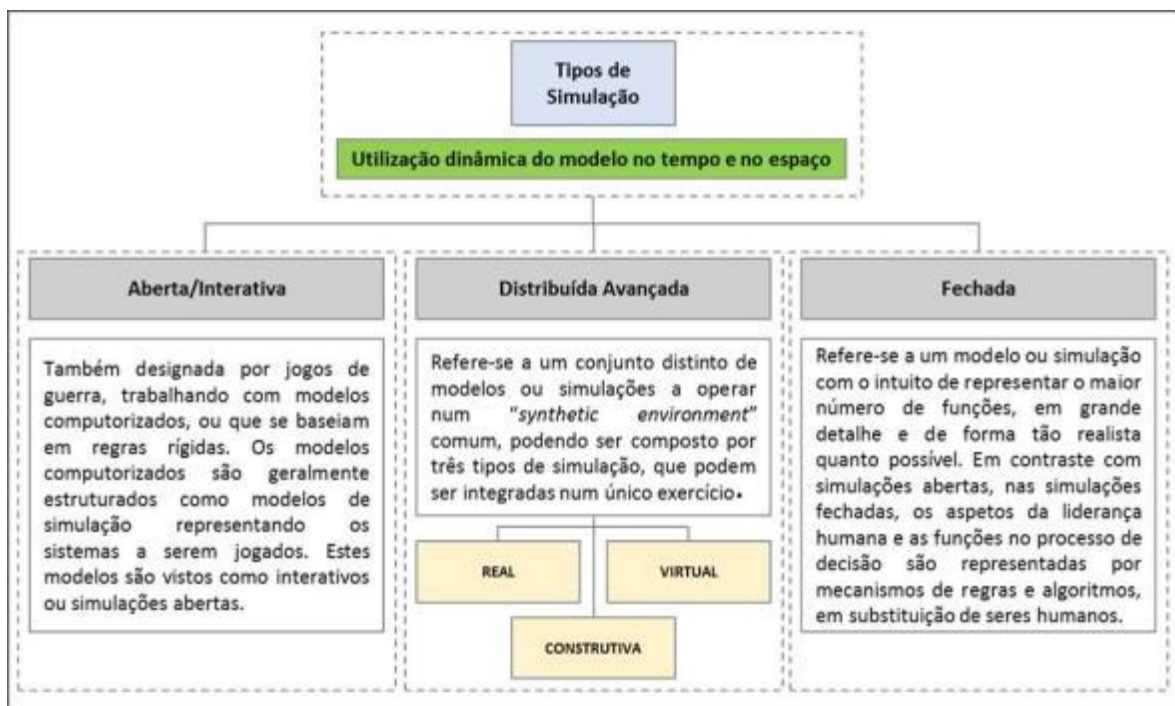 Tipos de
Simulação
Utilização dinâmica do modelo no tempo e no espaço
Aberta/Interativa
Também designada por jogos de
guerra, trabalhando com modelos
computorizados, ou que se baseiam
em regras rígidas. Os modelos
computorizados são geralmente
estruturados como modelos de
simulação representando os
sistemas a serem jogados. Estes
modelos são vistos como interativos
ou simulações abertas.
Distribuída Avançada
Refere-se a um conjunto distinto de
modelos ou simulações a operar
num "synthetic environment"
comum, podendo ser composto por
três tipos de simulação, que podem
ser integradas num único exercício.
REAL
VIRTUAL
CONSTRUTIVA
Fechada
Refere-se a um modelo ou simulação
com o intuito de representar o maior
número de funções, em grande
detalhe e de forma tão realista
quanto possível. Em contraste com
simulações abertas, nas simulações
fechadas, os aspetos da liderança
humana e as funções no processo de
decisão são representadas por
mecanismos de regras e algoritmos,
em substituição de seres humanos.